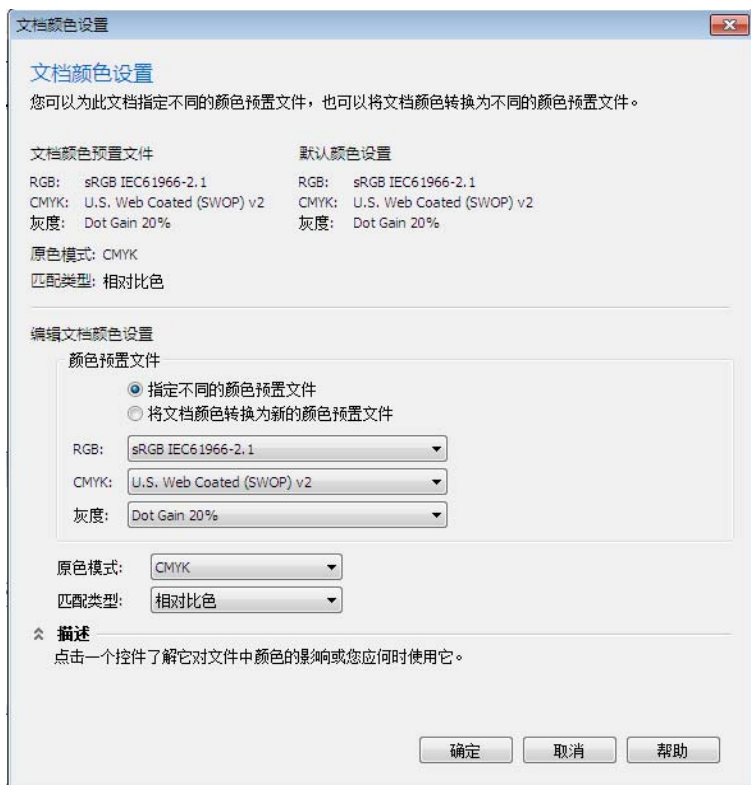 文档颜色设置
文档颜色设置
您可以为此文档指定不同的颜色预置文件，也可以将文档颜色转换为不同的颜色预置文件。
文档颜色预置文件
RGB: sRGB IEC61966-2.1
CMYK: U.S. Web Coated (SWOP) v2
灰度: Dot Gain 20%
默认颜色设置
RGB: sRGB IEC61966-2.1
CMYK: U.S. Web Coated (SWOP) v2
灰度: Dot Gain 20%
原色模式: CMYK
匹配类型: 相对比色
编辑文档颜色设置
颜色预置文件
指定不同的颜色预置文件
将文档颜色转换为新的颜色预置文件
RGB: sRGB IEC61966-2.1
CMYK: U.S. Web Coated (SWOP) v2
灰度: Dot Gain 20%
原色模式: CMYK
匹配类型: 相对比色
描述
点击一个控件了解它对文件中颜色的影响或您应何时使用它。
确定 取消 帮助